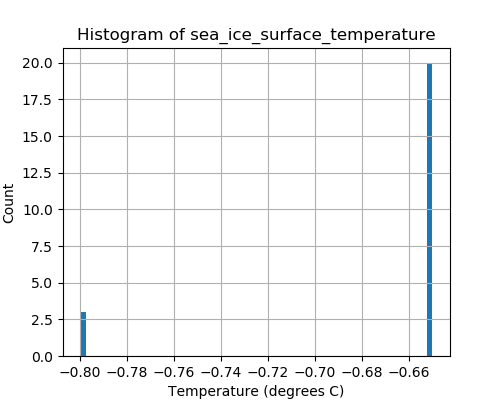 Histogram of sea_ice_surface_temperature
20.0
17.5
15.0
12.5
10.0
7.5
5.0
2.5
0.0
Count
−0.80 −0.78 −0.76 −0.74 −0.72 −0.70 −0.68 −0.66
Temperature (degrees C)